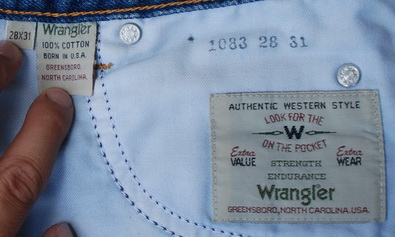 28X31
Wrangler
100% COTTON
BORN IN U.S.A.
GREENSBORO,
NORTH CAROLINA.
1083 28 31
AUTHENTIC WESTERN STYLE
LOOK FOR THE
W
ON THE POCKET
Extra VALUE
Extra WEAR
STRENGTH
ENDURANCE
Wrangler
GREENSBORO, NORTH CAROLINA. USA.